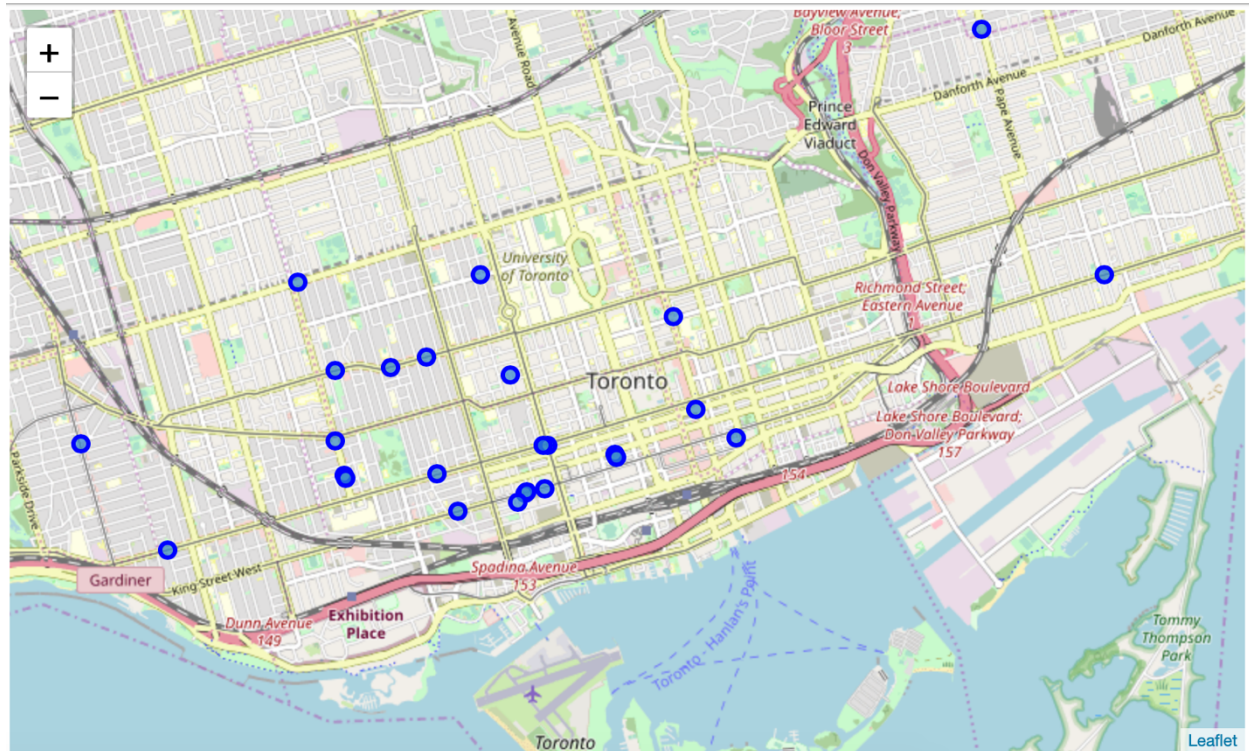 +
−
Avenue Road
Bayview Avenue;
Bloor Street
3
Danforth Avenue
Danforth Avenue
Pape Avenue
Prince
Edward
Viaduct
Don Valley Parkway
University
of Toronto
Richmond Street;
Eastern Avenue
1
Toronto
Lake Shore Boulevard
Lake Shore Boulevard;
Don Valley Parkway
157
154
Parkside Drive
King Street West
Gardiner
Spadina Avenue
153
Exhibition
Place
Dunn Avenue
149
Toronto - Hanlan's Point
Tommy
Thompson
Park
Toronto
Leaflet